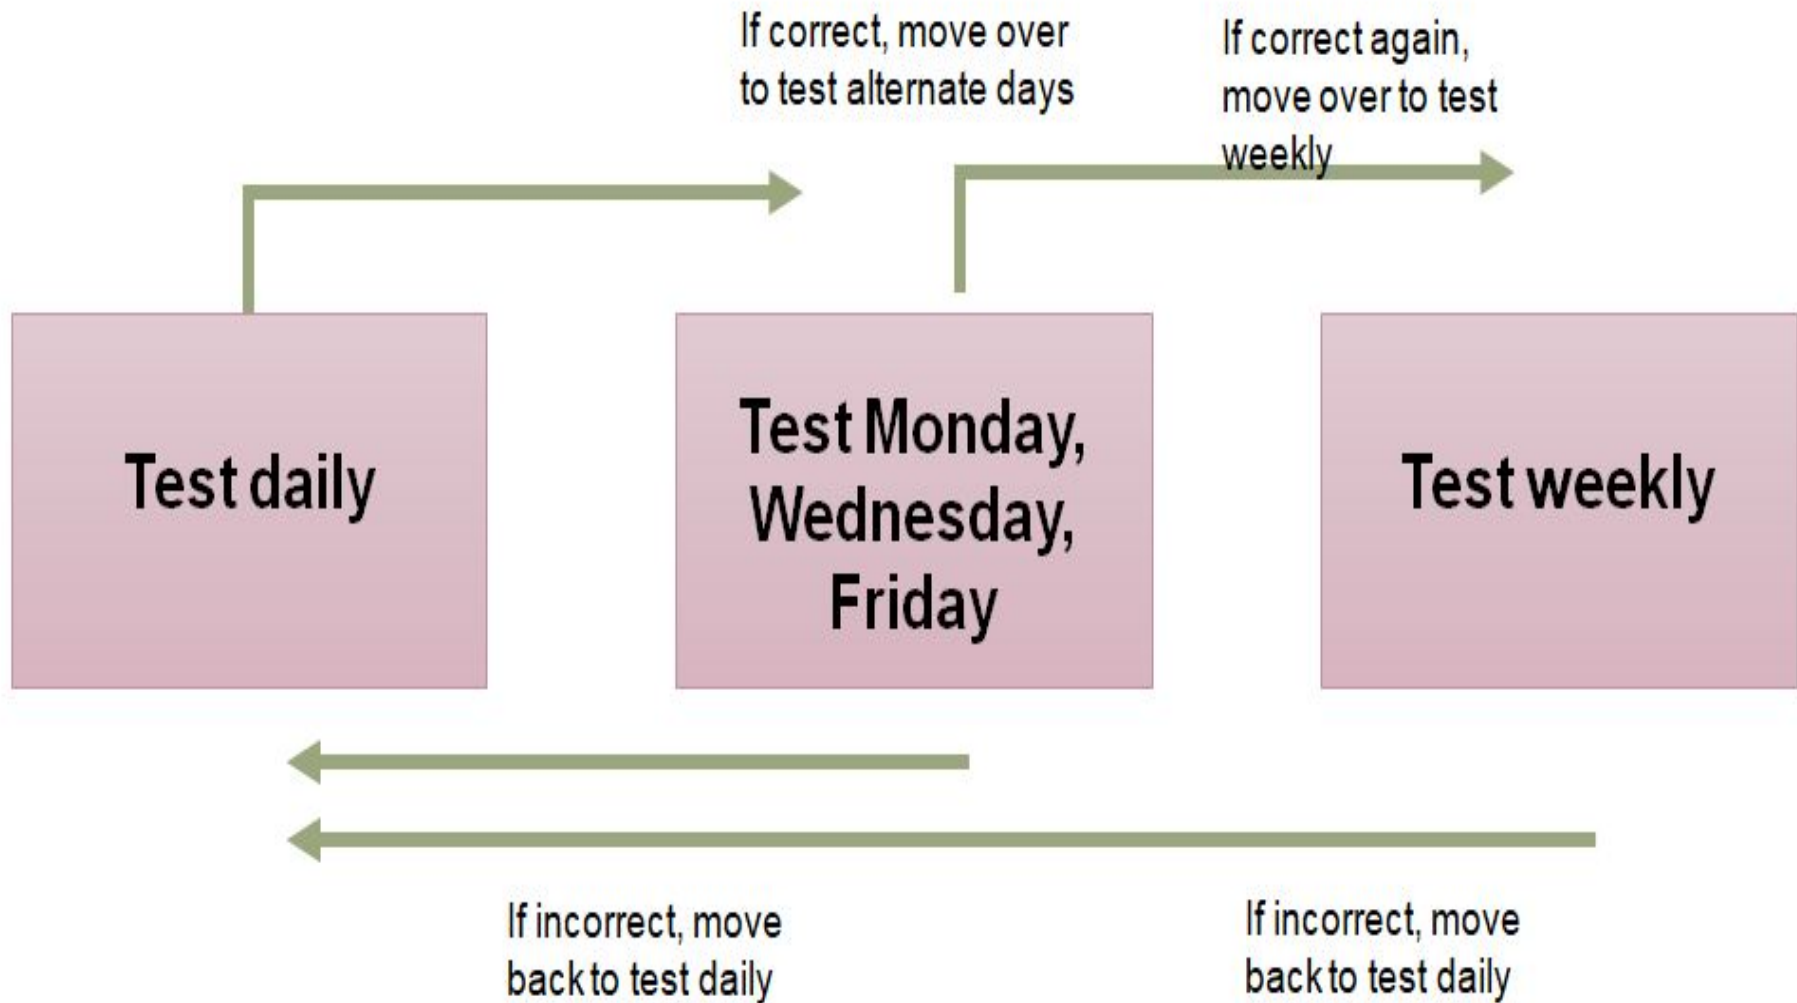 If correct, move over
to test alternate days
If correct again,
move over to test
weekly
Test daily
Test Monday,
Wednesday,
Friday
Test weekly
If incorrect, move
back to test daily
If incorrect, move
back to test daily